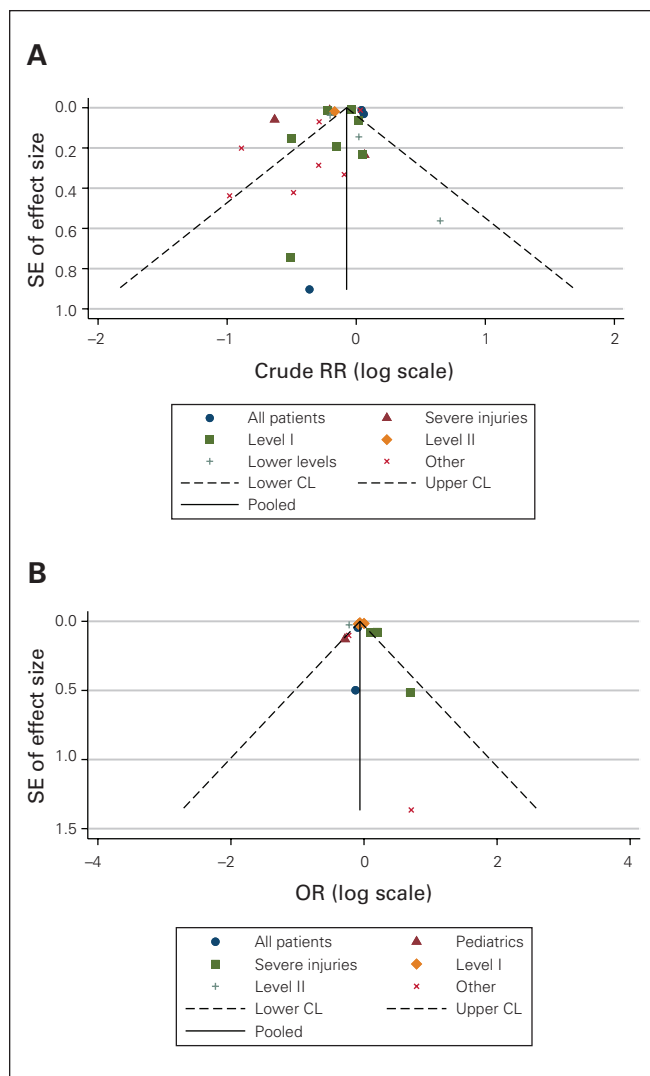 A
0.0
0.2
0.4
0.6
0.8
1.0
SE of effect size
–2 –1 0 1 2
Crude RR (log scale)
All patients Severe injuries
Level I Level II
Lower levels Other
Lower CL Upper CL
Pooled
B
0.0
0.5
1.0
1.5
SE of effect size
–4 –2 0 2 4
OR (log scale)
All patients Pediatrics
Severe injuries Level I
Level II Other
Lower CL Upper CL
Pooled